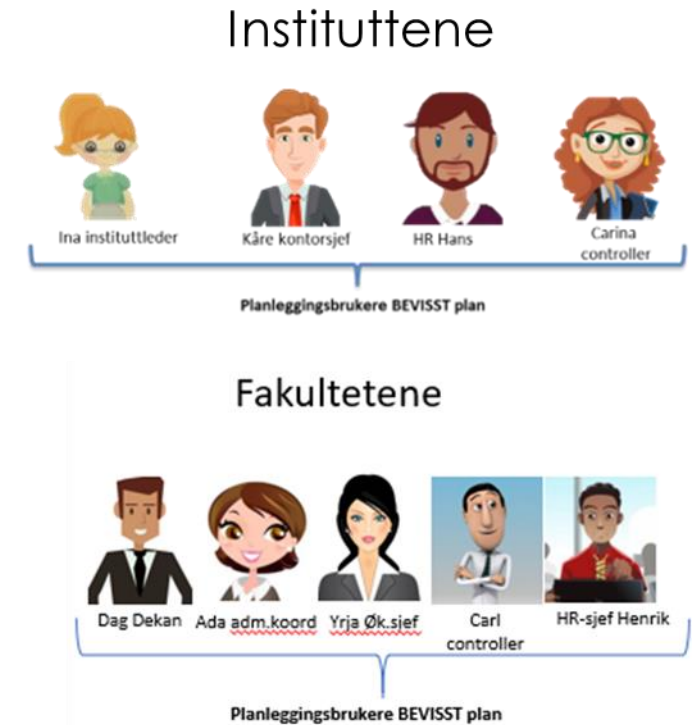 Instituttene
Ina instituttleder
Kåre kontorsjef
HR Hans
Carina
controller
Planleggingsbrukere BEVISST plan
Fakultetene
Dag Dekan
Ada adm.koord
Yrja Øk.sjef
Carl
controller
HR-sjef Henrik
Planleggingsbrukere BEVISST plan